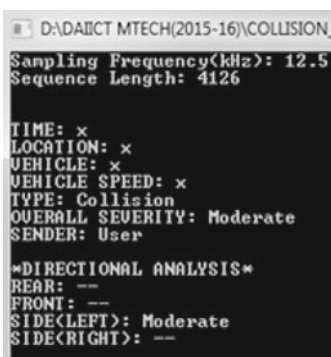 D:\DAIICT MTECH(2015-16)\COLLISION_
Sampling Frequency(kHz): 12.5
Sequence Length: 4126
TIME: x
LOCATION: x
VEHICLE: x
VEHICLE SPEED: x
TYPE: Collision
OVERALL SEVERITY: Moderate
SENDER: User
*DIRECTIONAL ANALYSIS*
REAR: --
FRONT: --
SIDE(LEFT): Moderate
SIDE(RIGHT): --